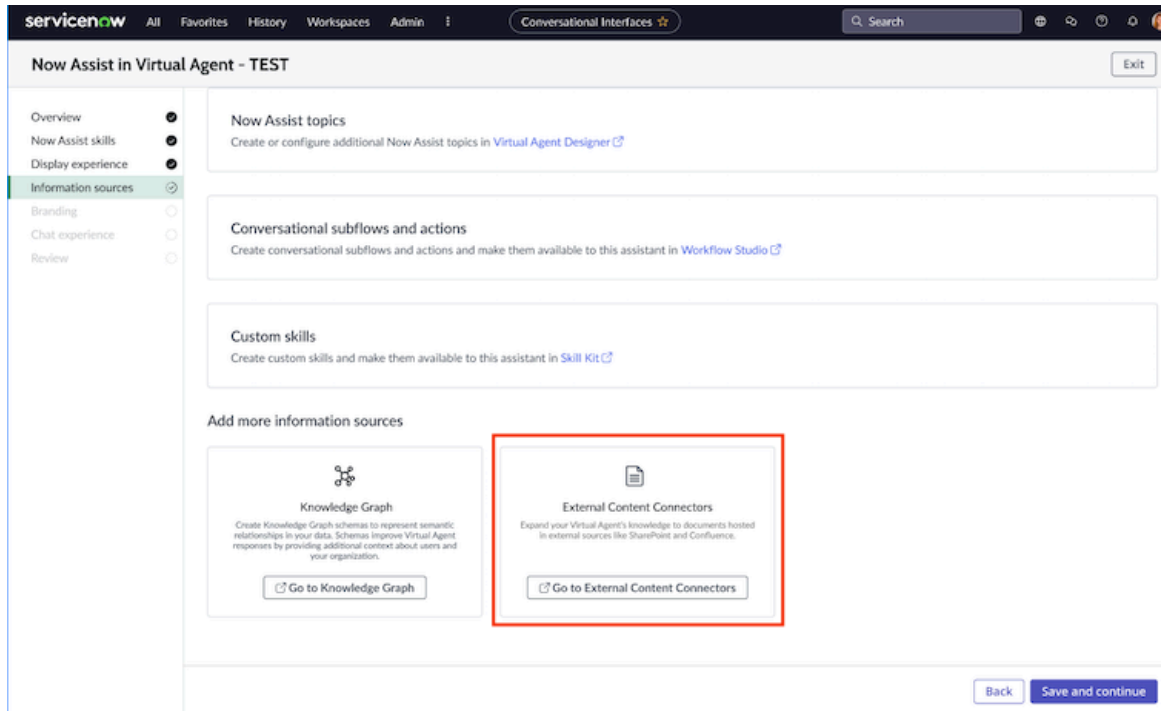 servicenow All Favorites History Workspaces Admin Conversational Interfaces Search
Now Assist in Virtual Agent - TEST Exit
Overview
Now Assist skills
Display experience
Information sources
Branding
Chat experience
Review
Now Assist topics
Create or configure additional Now Assist topics in Virtual Agent Designer
Conversational subflows and actions
Create conversational subflows and actions and make them available to this assistant in Workflow Studio
Custom skills
Create custom skills and make them available to this assistant in Skill Kit
Add more information sources
Knowledge Graph
Create Knowledge Graph schemas to represent semantic
relationships in your data. Schemas improve Virtual Agent
responses by providing additional context about users and
your organization.
Go to Knowledge Graph
External Content Connectors
Expand your Virtual Agent's knowledge to documents hosted
in external sources like SharePoint and Confluence.
Go to External Content Connectors
Back Save and continue